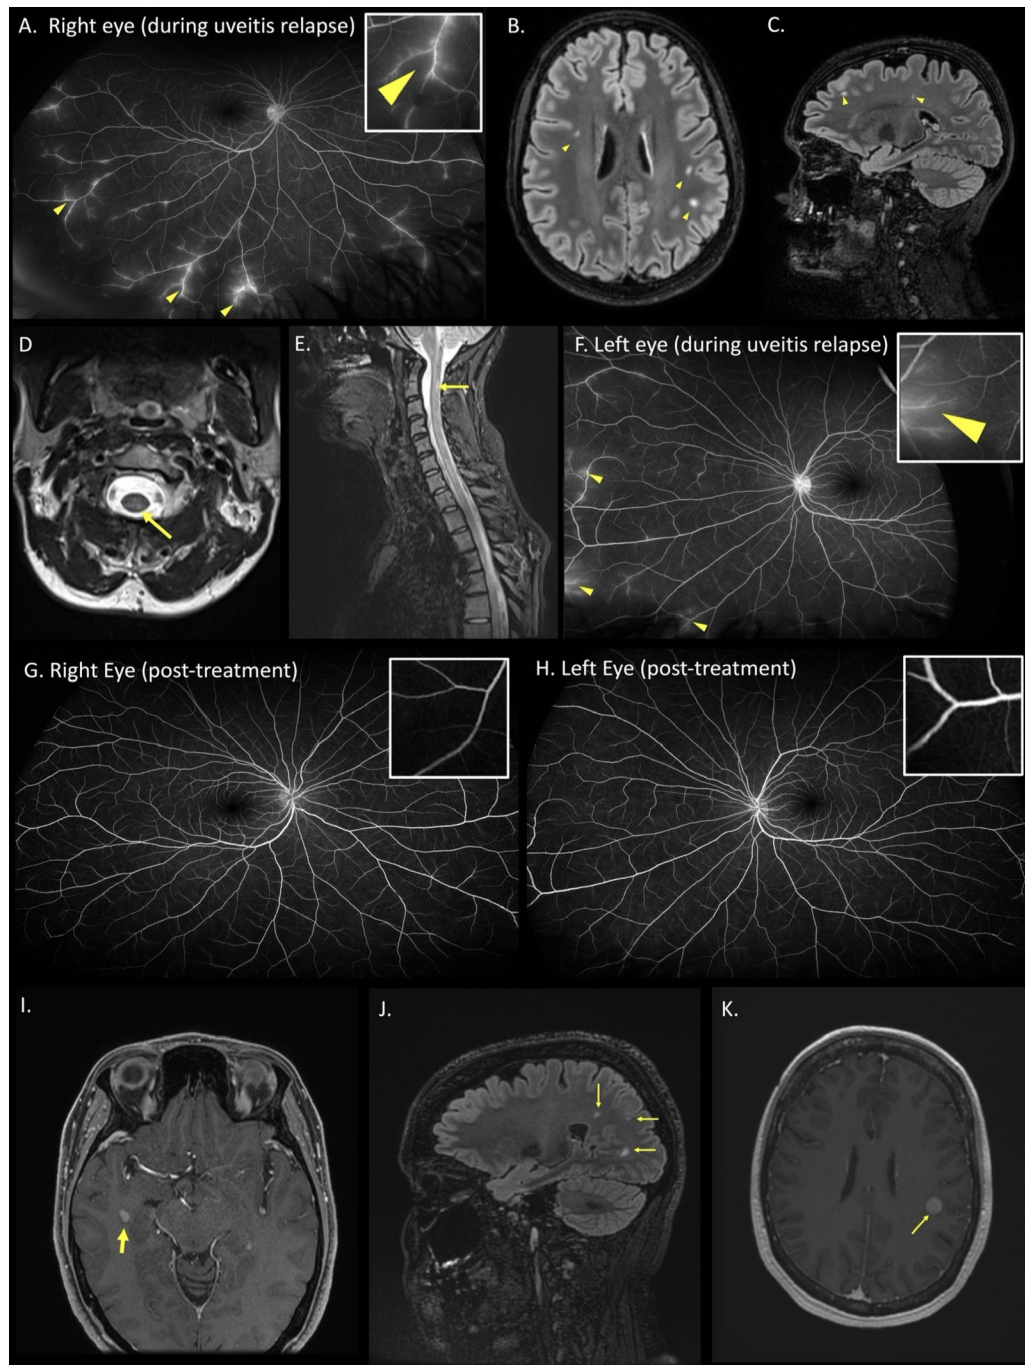 A. Right eye (during uveitis relapse)
B.
C.
D
E.
F. Left eye (during uveitis relapse)
G. Right Eye (post-treatment)
H. Left Eye (post-treatment)
I.
J.
K.